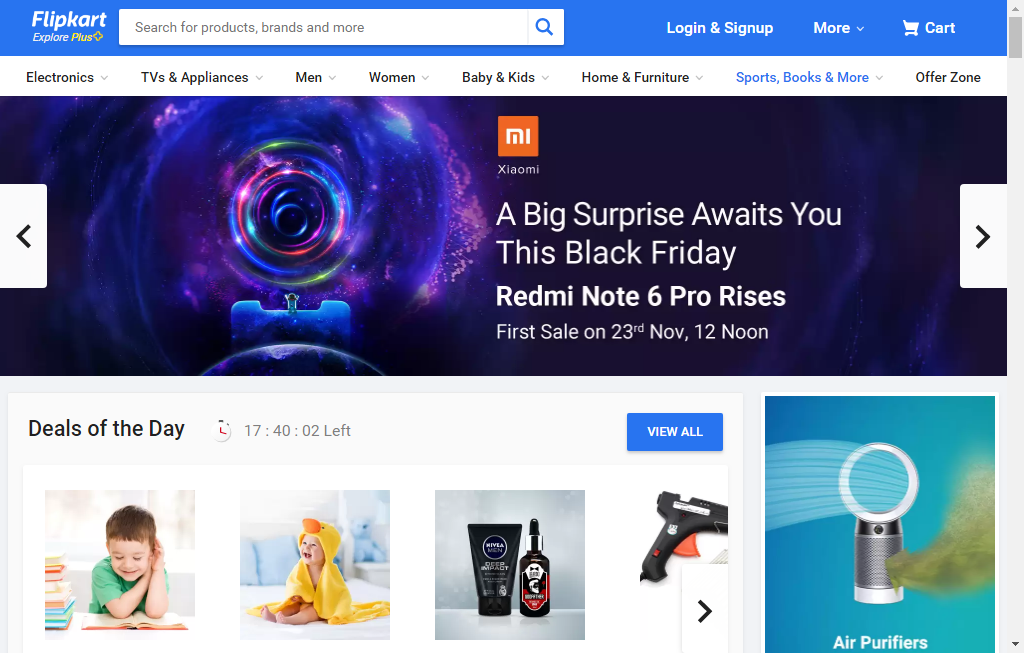 Flipkart
Explore Plus
Search for products, brands and more
Login & Signup
More
Cart
Electronics
TVs & Appliances
Men
Women
Baby & Kids
Home & Furniture
Sports, Books & More
Offer Zone
mi
Xiaomi
A Big Surprise Awaits You
This Black Friday
Redmi Note 6 Pro Rises
First Sale on 23rd Nov, 12 Noon
Deals of the Day
17 : 40 : 02 Left
VIEW ALL
NIVEA
MEN
DEEP
IMPACT
Air Purifiers